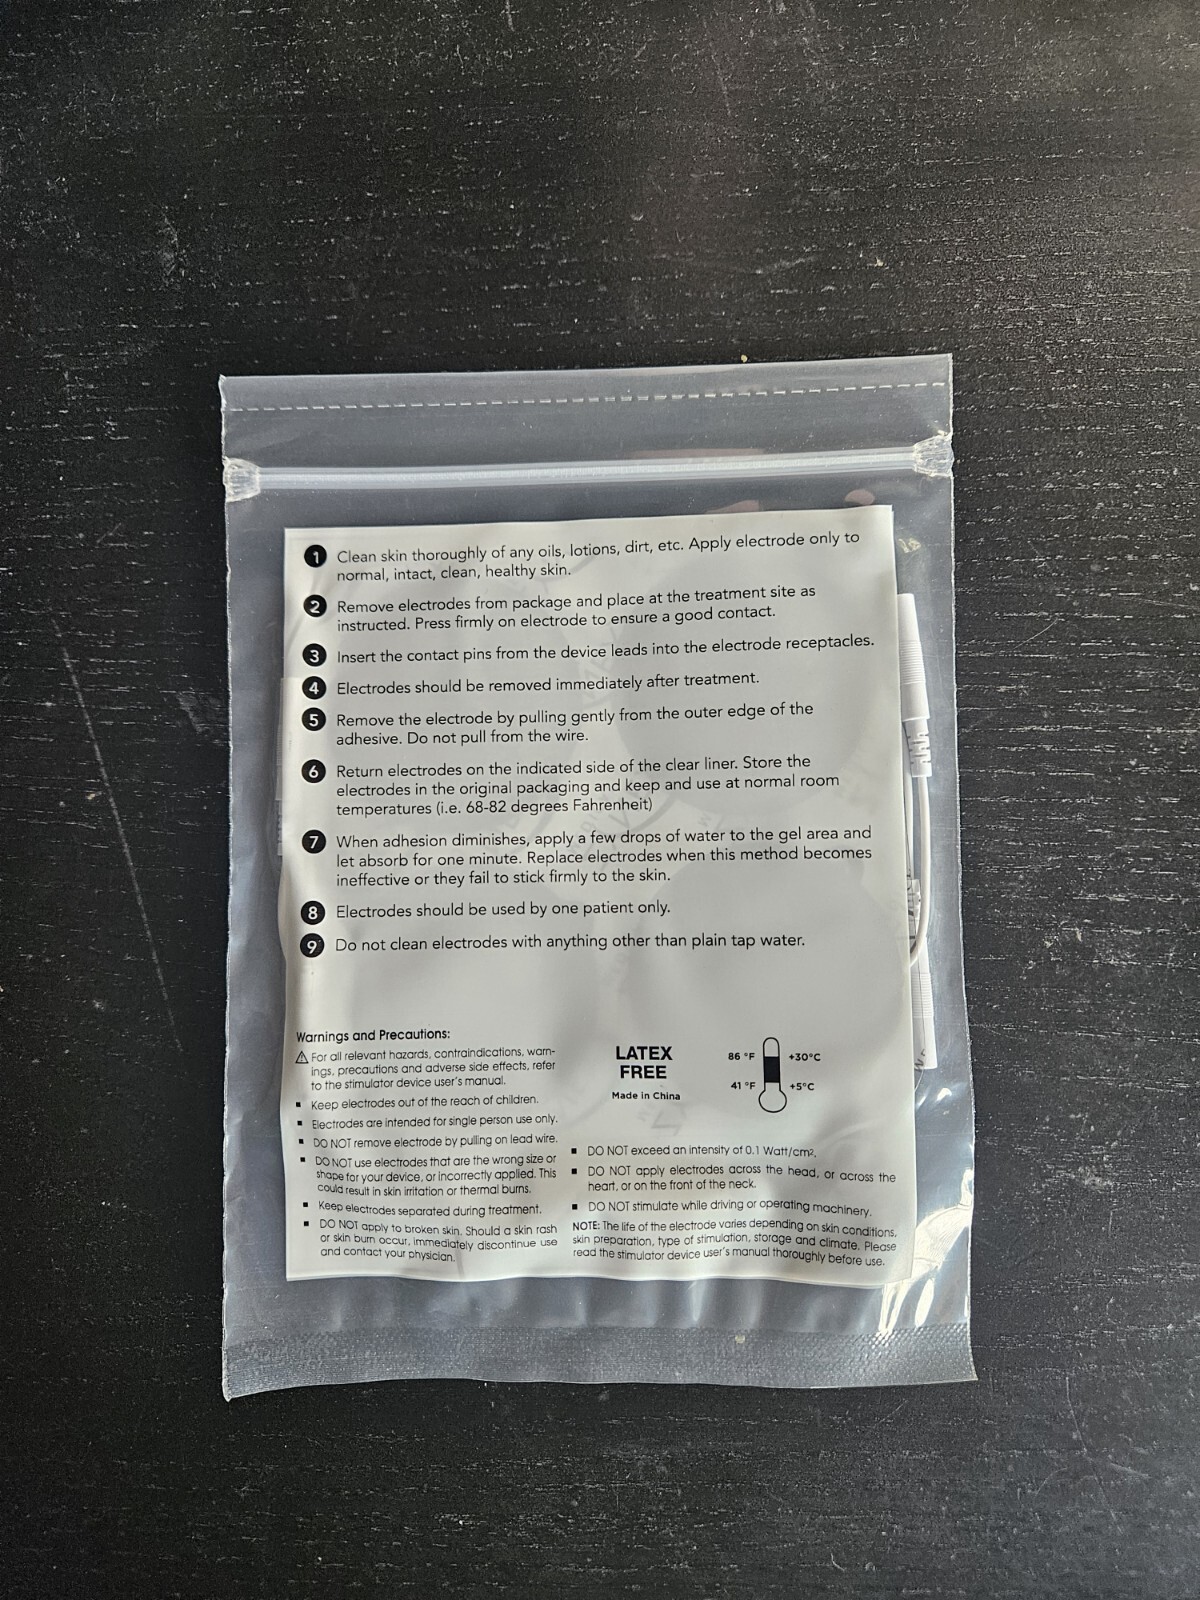 1 Clean skin thoroughly of any oils, lotions, dirt, etc. Apply electrode only to
normal, intact, clean, healthy skin.
2 Remove electrodes from package and place at the treatment site as
instructed. Press firmly on electrode to ensure a good contact.
3 Insert the contact pins from the device leads into the electrode receptacles.
4 Electrodes should be removed immediately after treatment.
5 Remove the electrode by pulling gently from the outer edge of the
adhesive. Do not pull from the wire.
6 Return electrodes on the indicated side of the clear liner. Store the
electrodes in the original packaging and keep and use at normal room
temperatures (i.e. 68-82 degrees Fahrenheit)
7 When adhesion diminishes, apply a few drops of water to the gel area and
let absorb for one minute. Replace electrodes when this method becomes
ineffective or they fail to stick firmly to the skin.
8 Electrodes should be used by one patient only.
9 Do not clean electrodes with anything other than plain tap water.
Warnings and Precautions:
⚠ For all relevant hazards, contraindications, warn-
ings, precautions and adverse side effects, refer
to the stimulator device user's manual.
▪ Keep electrodes out of the reach of children.
▪ Electrodes are intended for single person use only.
▪ DO NOT remove electrode by pulling on lead wire.
▪ DO NOT use electrodes that are the wrong size or
shape for your device, or incorrectly applied. This
could result in skin irritation or thermal burns.
▪ Keep electrodes separated during treatment.
▪ DO NOT apply to broken skin. Should a skin rash
or skin burn occur, immediately discontinue use
and contact your physician.
LATEX
FREE
Made in China
86 °F +30°C
41 °F +5°C
▪ DO NOT exceed an intensity of 0.1 Watt/cm².
▪ DO NOT apply electrodes across the head, or across the
heart, or on the front of the neck.
▪ DO NOT stimulate while driving or operating machinery.
NOTE: The life of the electrode varies depending on skin conditions,
skin preparation, type of stimulation, storage and climate. Please
read the stimulator device user's manual thoroughly before use.